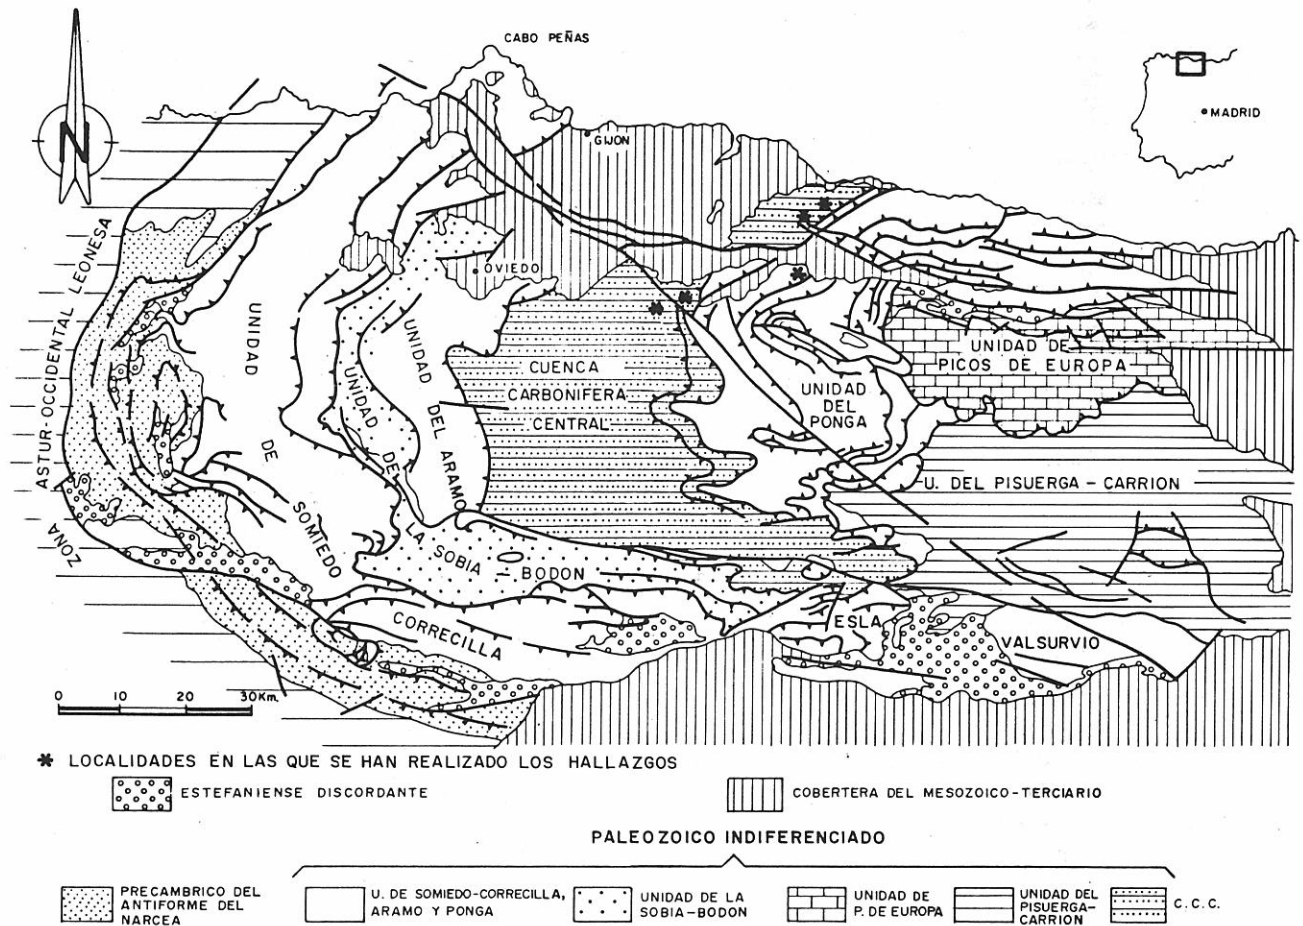 CABO PEÑAS
MADRID
N
GIJON
OVIEDO
ZONA ASTUR-OCCIDENTAL LEONESA
UNIDAD DE SOMIEDO
UNIDAD DE LA SOBIA – BODON
UNIDAD DEL ARAMO
CUENCA
CARBONIFERA
CENTRAL
UNIDAD
DEL
PONGA
UNIDAD DE
PICOS DE EUROPA
U. DEL PISUERGA – CARRION
CORRECILLA
ESLA
VALSURVIO
0 10 20 30Km.
* LOCALIDADES EN LAS QUE SE HAN REALIZADO LOS HALLAZGOS
ESTEFANIENSE DISCORDANTE
COBERTERA DEL MESOZOICO-TERCIARIO
PALEOZOICO INDIFERENCIADO
PRECAMBRICO DEL
ANTIFORME DEL
NARCEA
U. DE SOMIEDO-CORRECILLA,
ARAMO Y PONGA
UNIDAD DE LA
SOBIA-BODON
UNIDAD DE
P. DE EUROPA
UNIDAD DEL
PISUERGA-
CARRION
C.C.C.